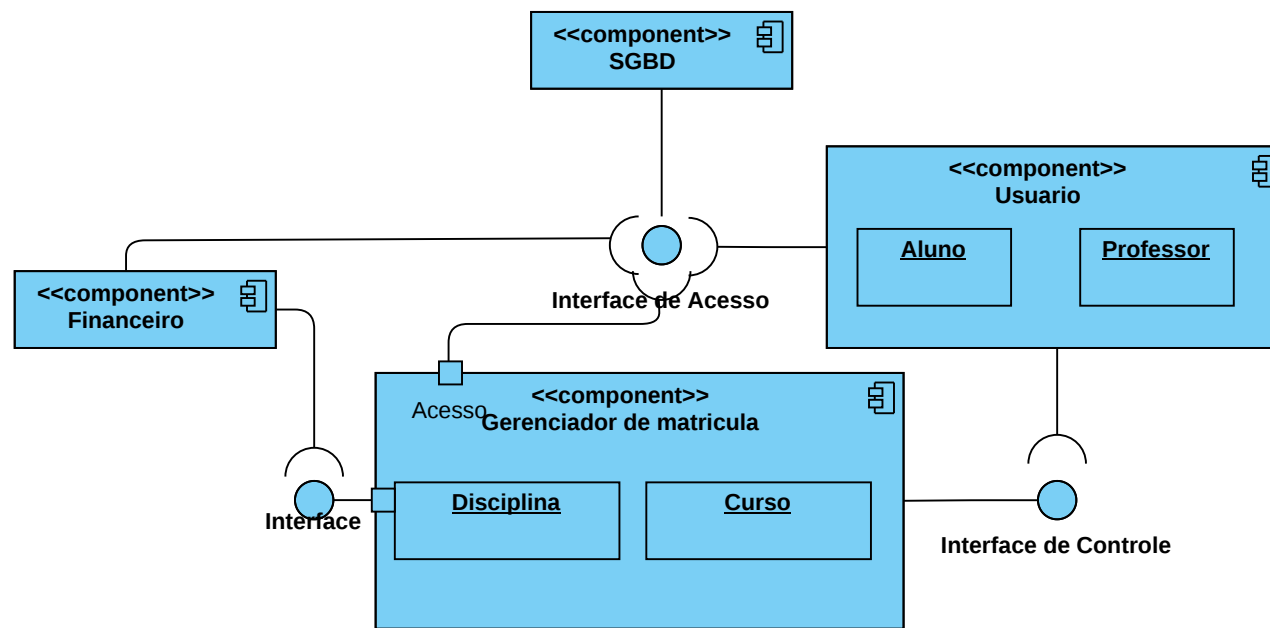 <<component>>
SGBD
<<component>>
Usuario
Aluno
Professor
Interface de Acesso
<<component>>
Financeiro
<<component>>
Acesso
Gerenciador de matricula
Disciplina
Curso
Interface
Interface de Controle